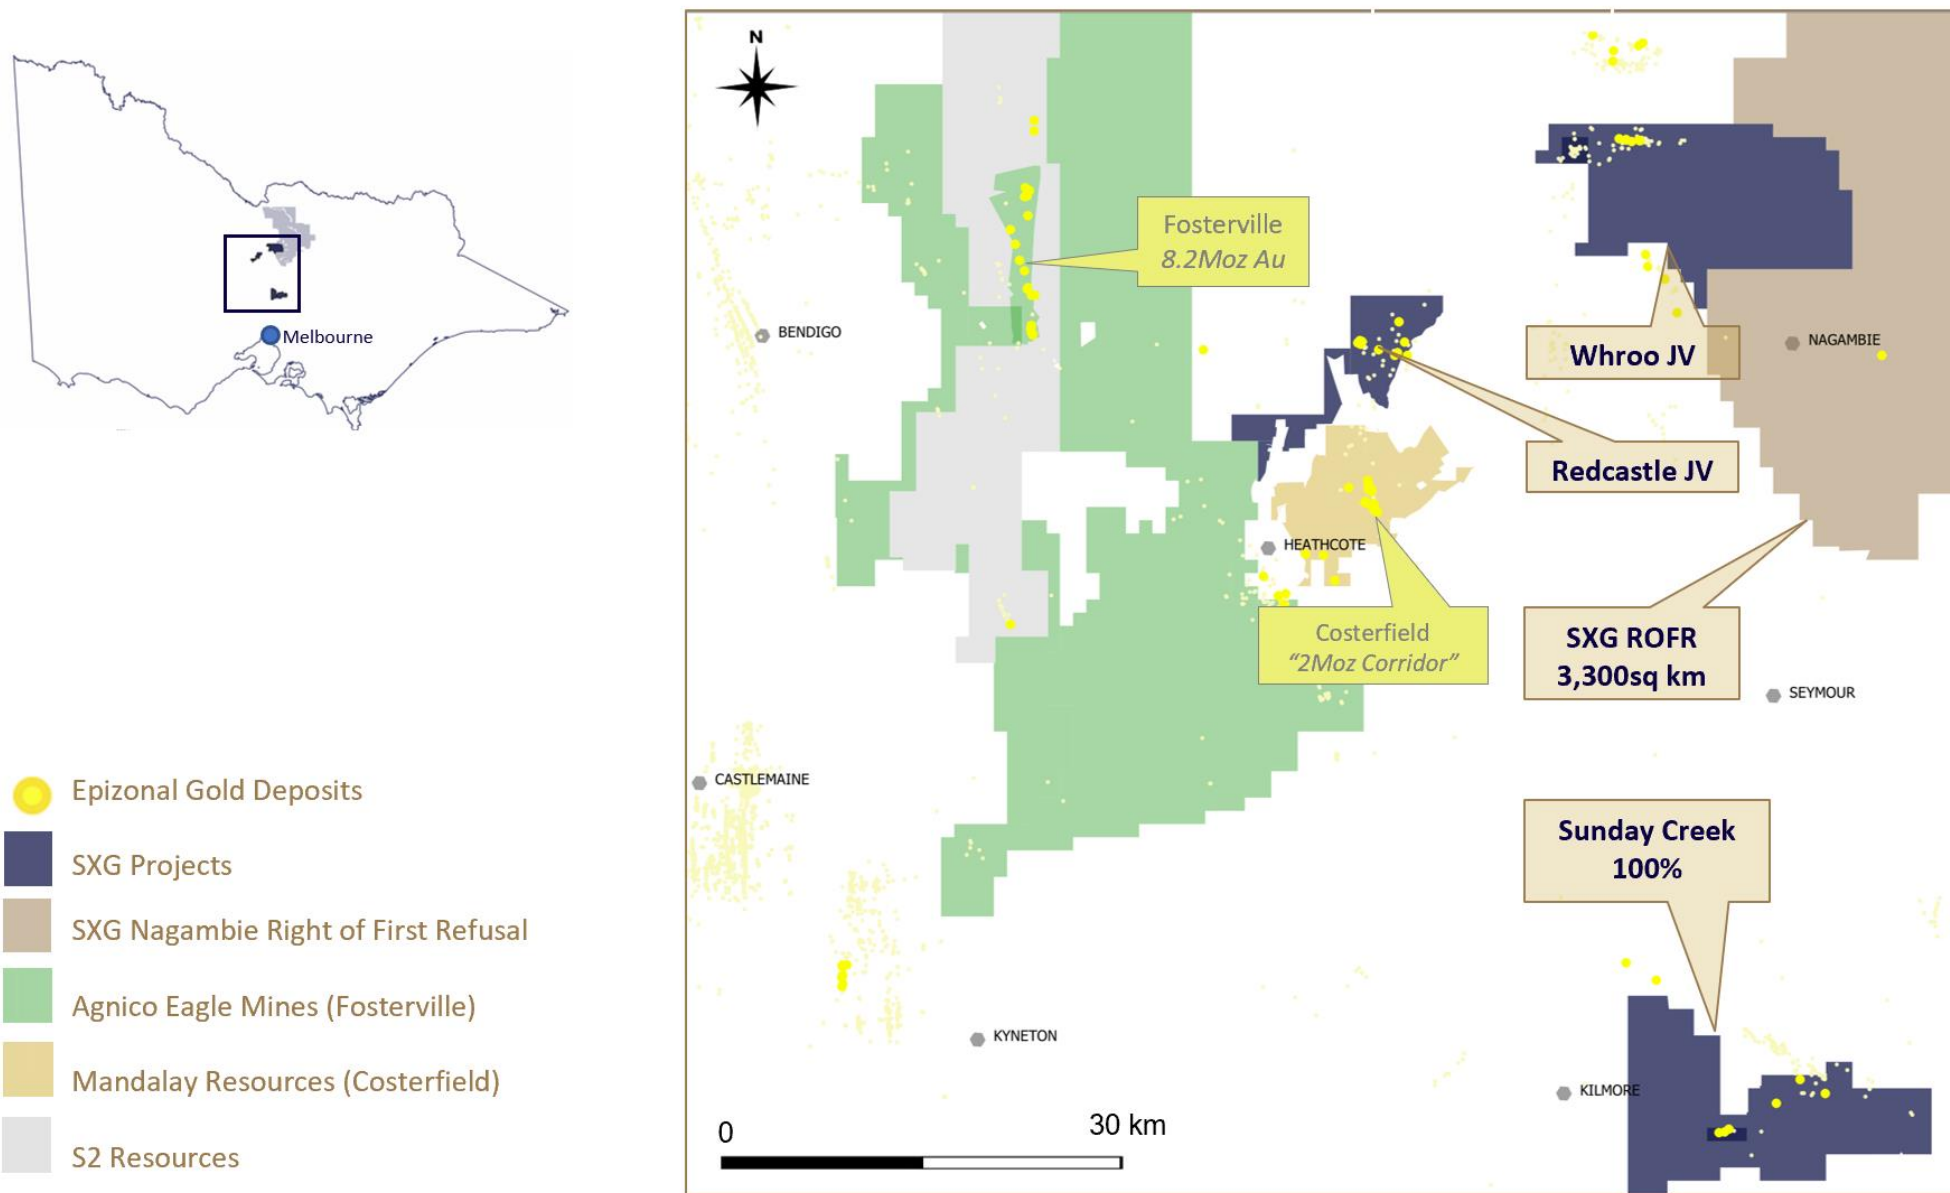 Melbourne
Epizonal Gold Deposits
SXG Projects
SXG Nagambie Right of First Refusal
Agnico Eagle Mines (Fosterville)
Mandalay Resources (Costerfield)
S2 Resources
N
Fosterville
8.2Moz Au
BENDIGO
Whroo JV
NAGAMBIE
Redcastle JV
HEATHCOTE
Costerfield
“2Moz Corridor”
SXG ROFR
3,300sq km
SEYMOUR
CASTLEMAINE
Sunday Creek
100%
KYNETON
KILMORE
0
30 km